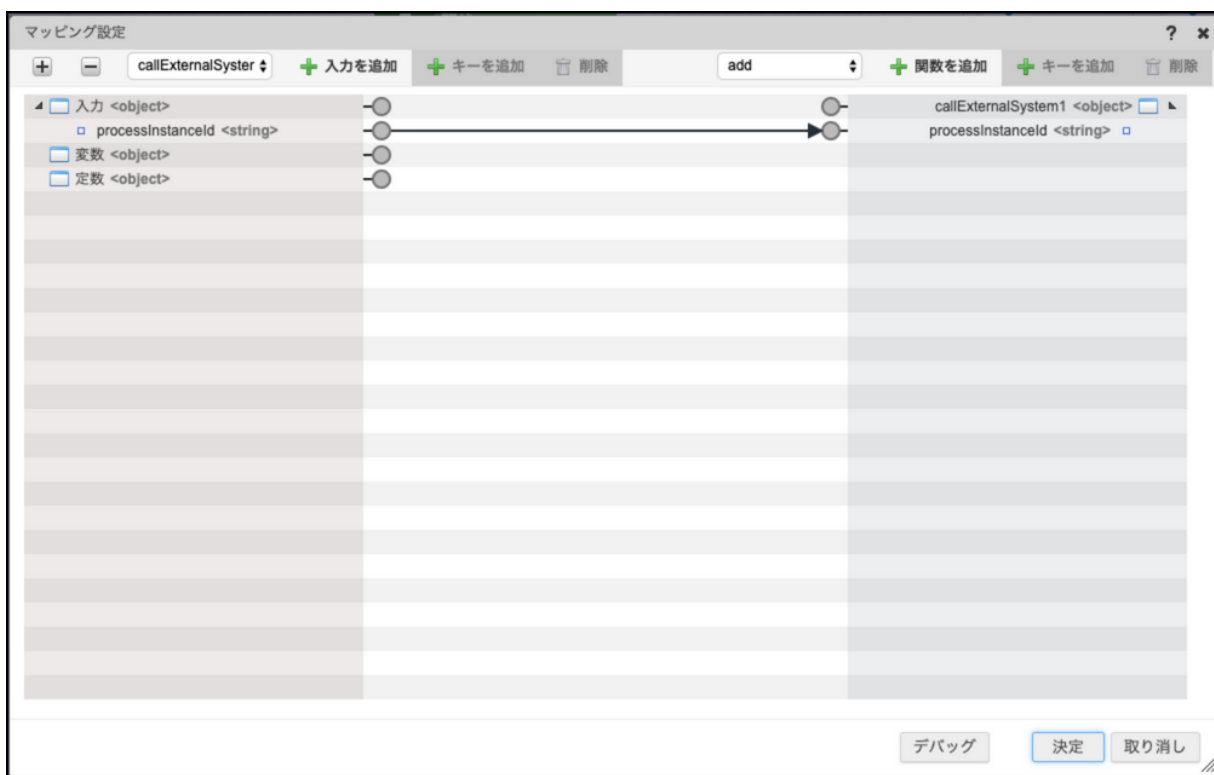 マッピング設定 ? ×
callExternalSyster 入力を追加 キーを追加 削除 add 関数を追加 キーを追加 削除
入力 <object> callExternalSystem1 <object>
processInstanceId <string> processInstanceId <string>
変数 <object>
定数 <object>
デバッグ 決定 取り消し